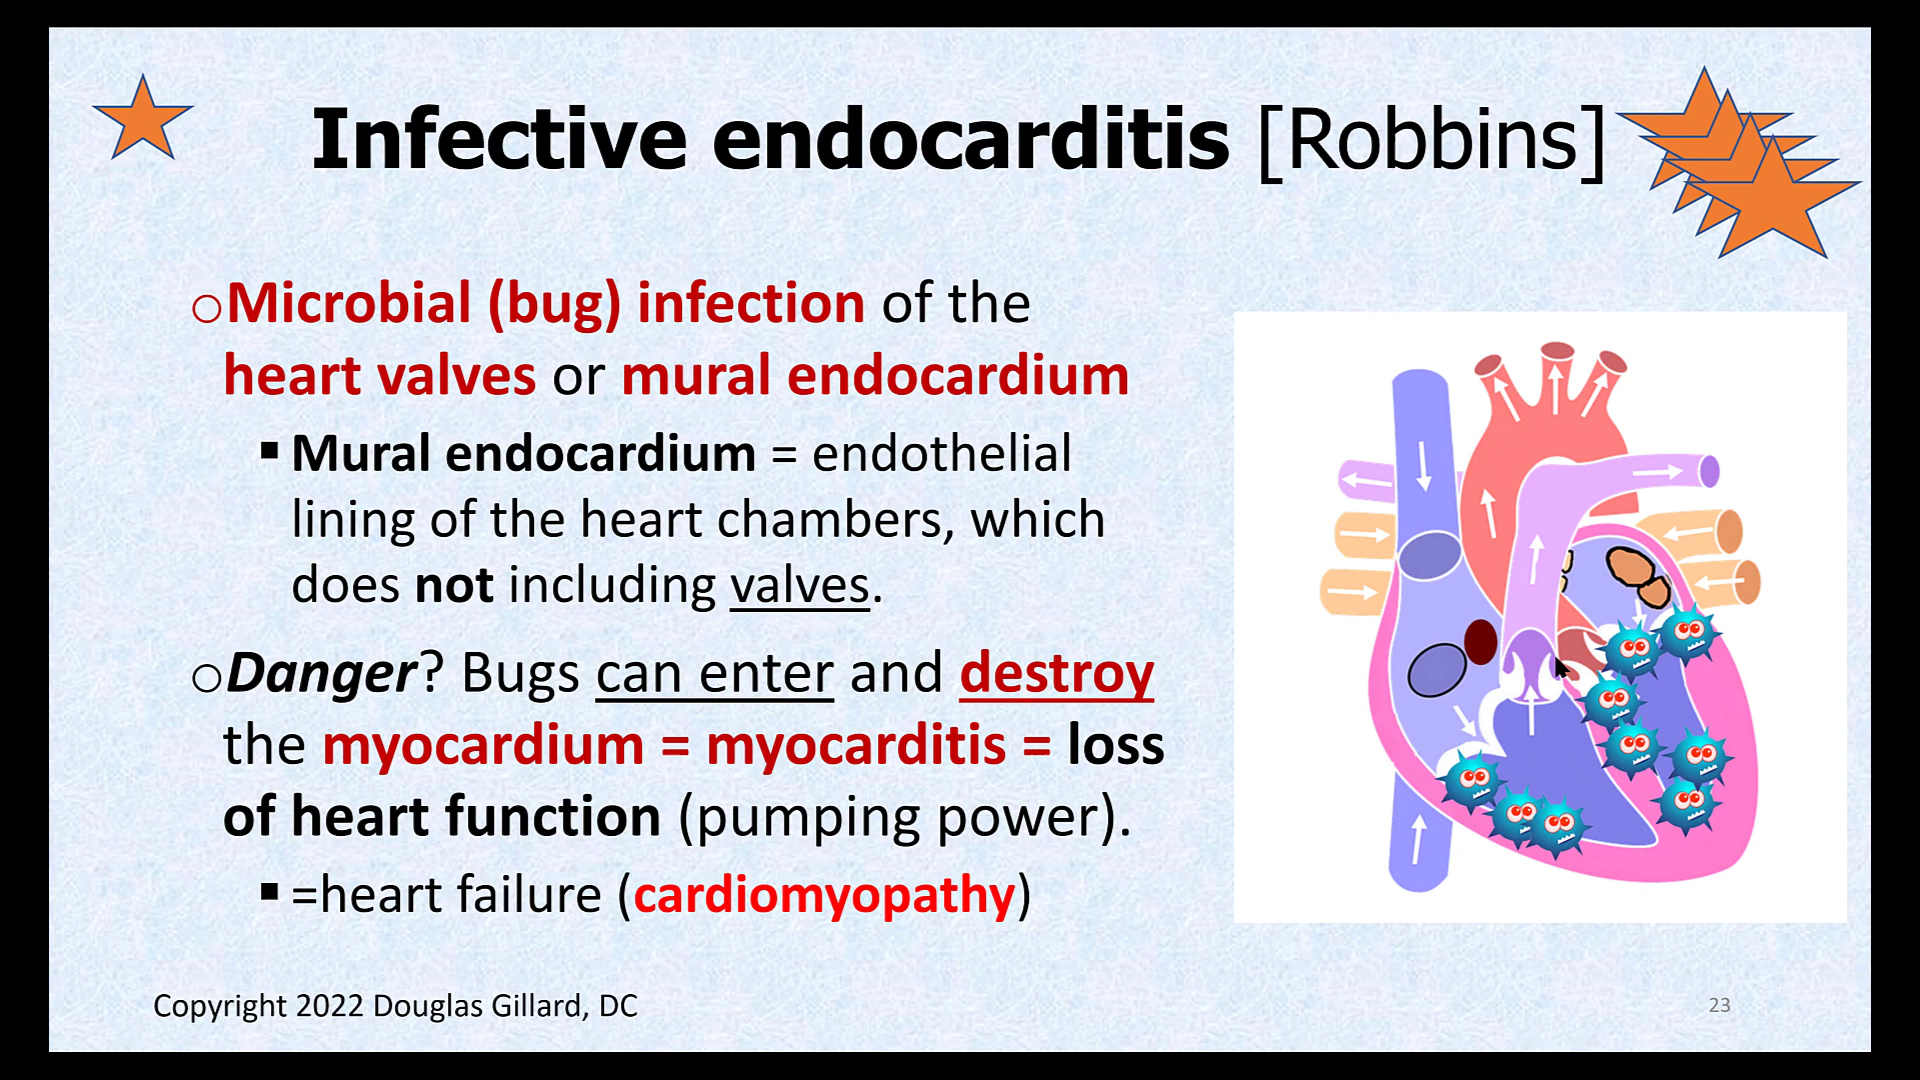 Infective endocarditis [Robbins]
oMicrobial (bug) infection of the
heart valves or mural endocardium
▪Mural endocardium = endothelial
lining of the heart chambers, which
does not including valves.
oDanger? Bugs can enter and destroy
the myocardium = myocarditis = loss
of heart function (pumping power).
▪=heart failure (cardiomyopathy)
Copyright 2022 Douglas Gillard, DC
23